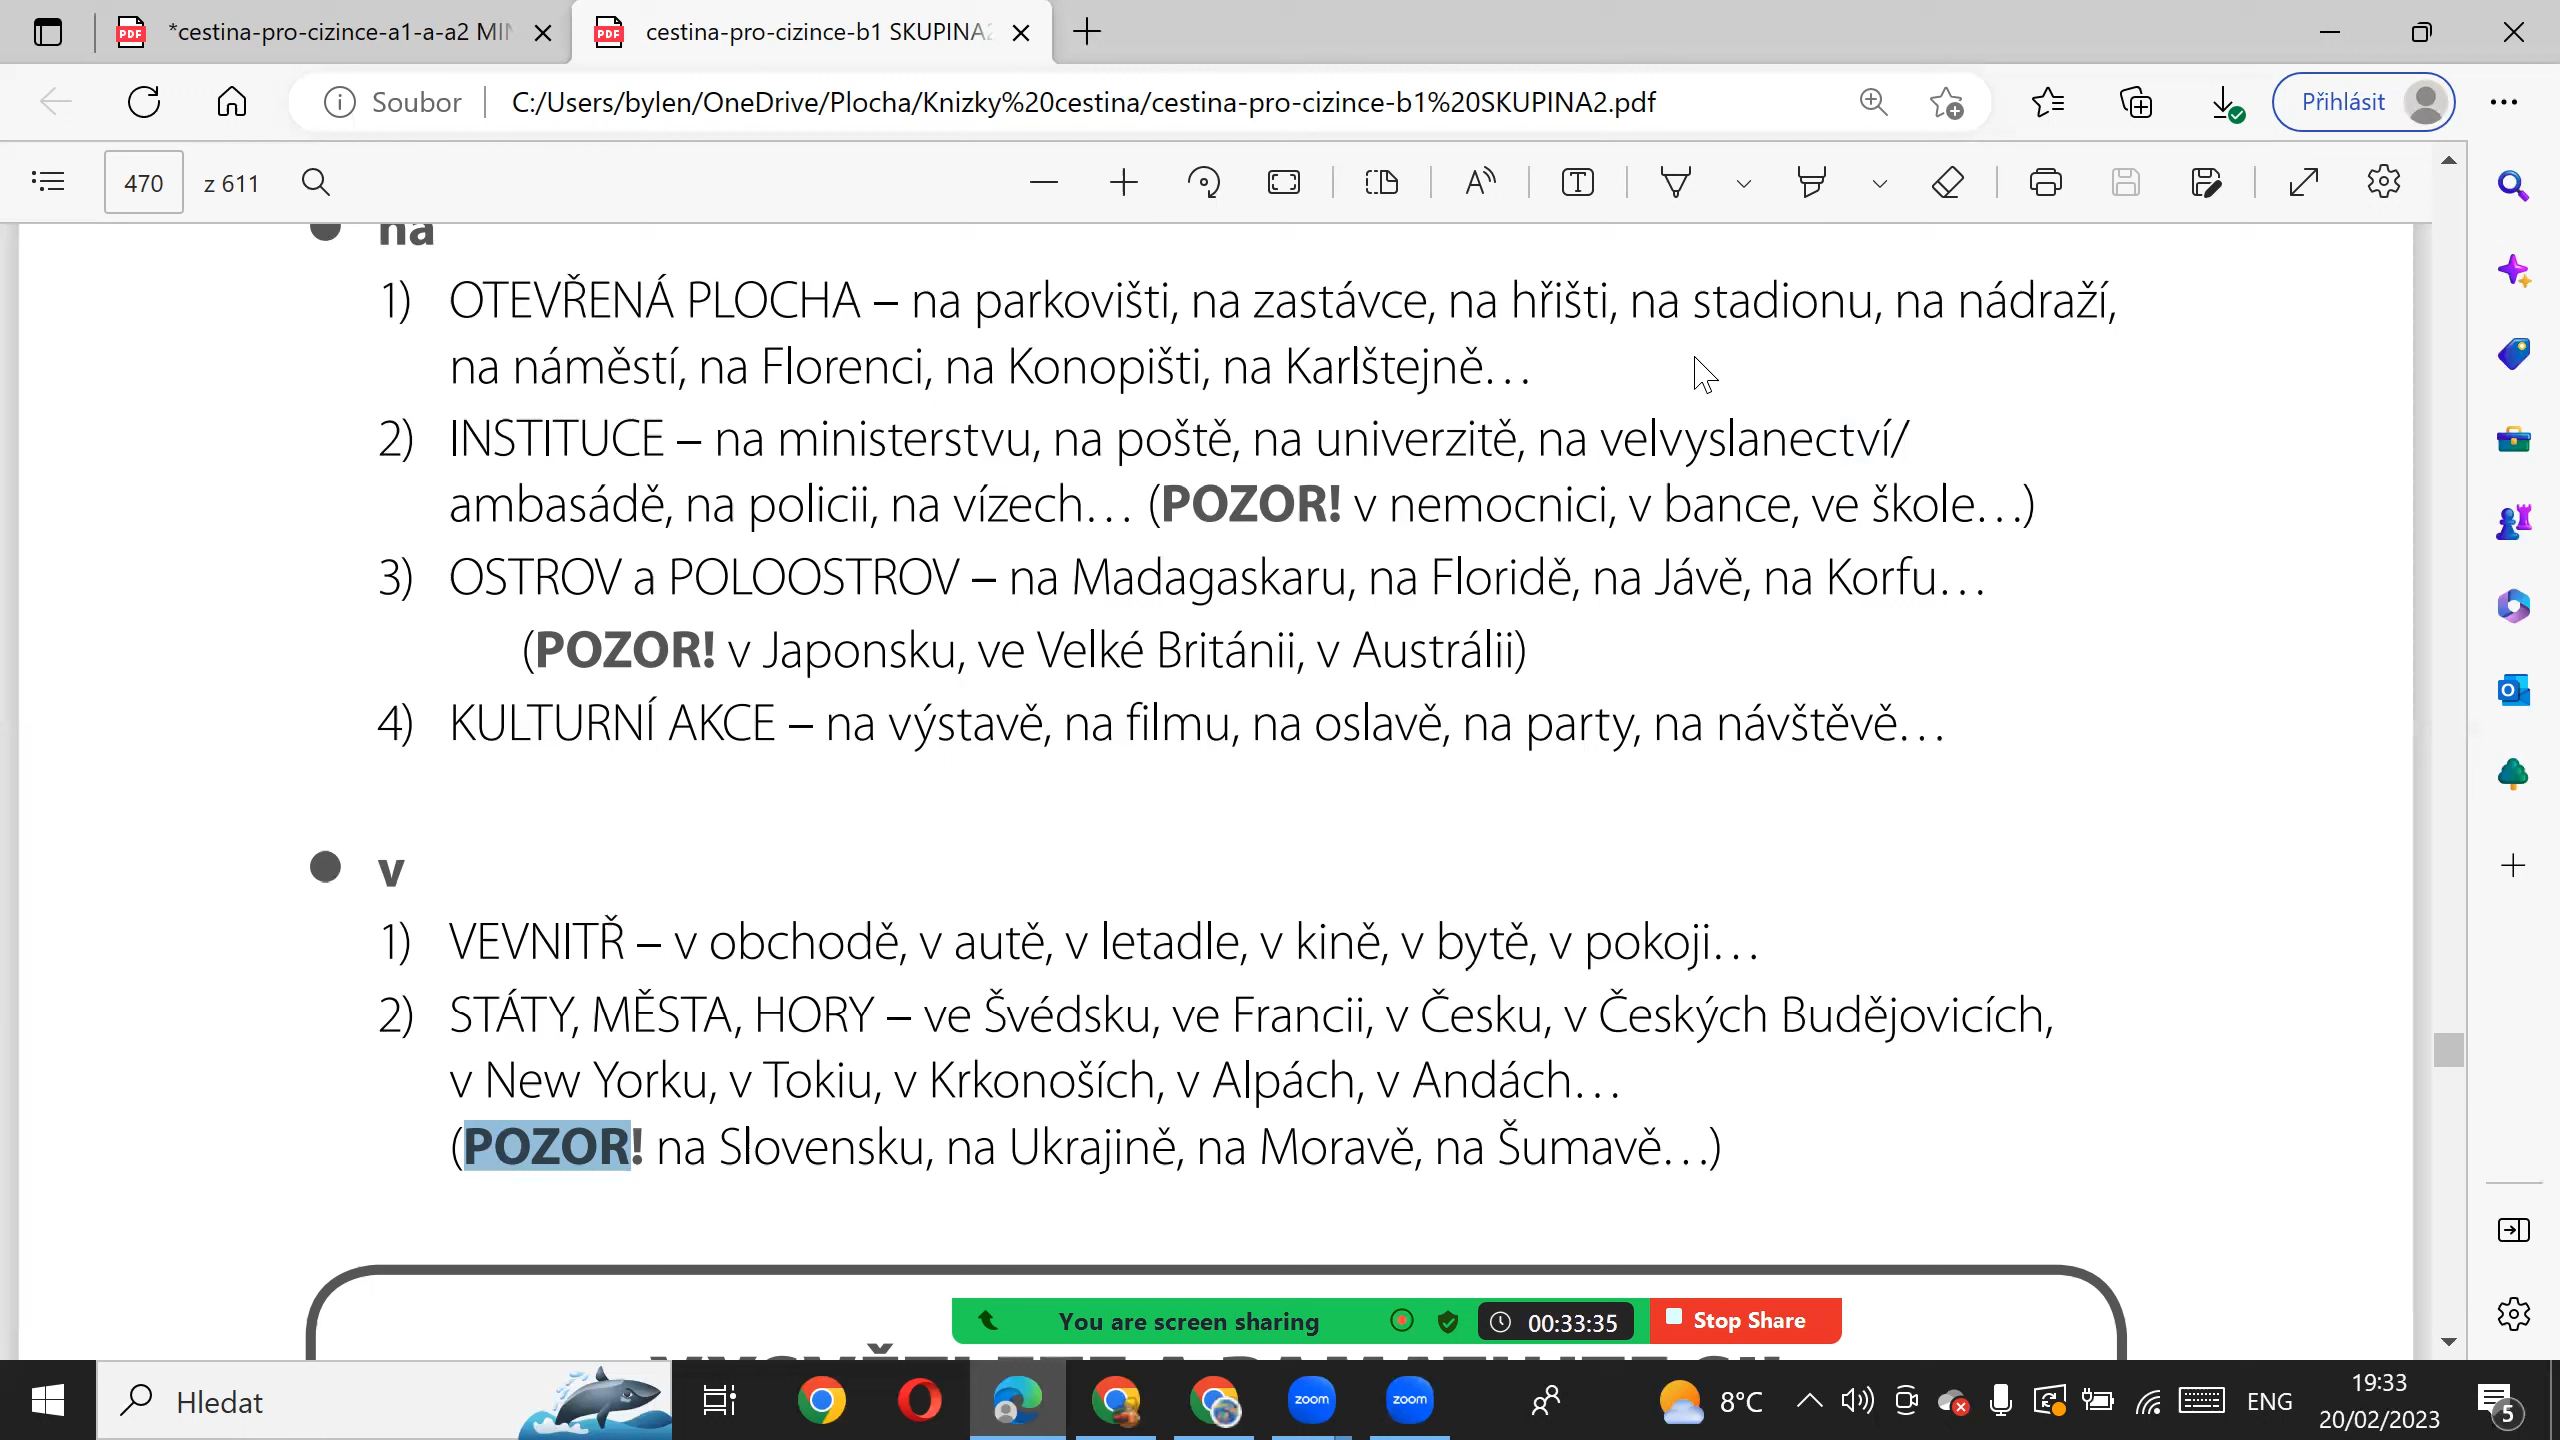 *cestina-pro-cizince-a1-a-a2 MIN
cestina-pro-cizince-b1 SKUPINA2
Soubor
C:/Users/bylen/OneDrive/Plocha/Knizky%20cestina/cestina-pro-cizince-b1%20SKUPINA2.pdf
Přihlásit
470 z 611
na
1) OTEVŘENÁ PLOCHA – na parkovišti, na zastávce, na hřišti, na stadionu, na nádraží,
na náměstí, na Florenci, na Konopišti, na Karlštejně…
2) INSTITUCE – na ministerstvu, na poště, na univerzitě, na velvyslanectví/
ambasádě, na policii, na vízech… (POZOR! v nemocnici, v bance, ve škole…)
3) OSTROV a POLOOSTROV – na Madagaskaru, na Floridě, na Jávě, na Korfu…
(POZOR! v Japonsku, ve Velké Británii, v Austrálii)
4) KULTURNÍ AKCE – na výstavě, na filmu, na oslavě, na party, na návštěvě…
v
1) VEVNITŘ – v obchodě, v autě, v letadle, v kině, v bytě, v pokoji…
2) STÁTY, MĚSTA, HORY – ve Švédsku, ve Francii, v Česku, v Českých Budějovicích,
v New Yorku, v Tokiu, v Krkonoších, v Alpách, v Andách…
(POZOR! na Slovensku, na Ukrajině, na Moravě, na Šumavě…)
You are screen sharing
00:33:35
Stop Share
Hledat
zoom
zoom
8°C
ENG
19:33
20/02/2023
5